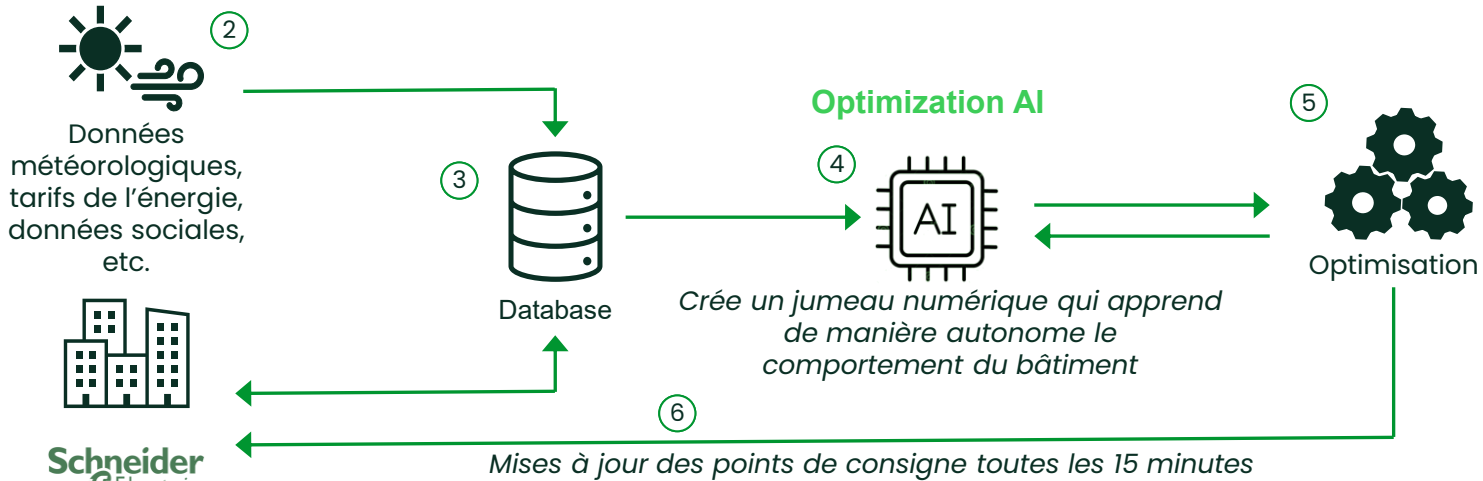 2
Données
météorologiques,
tarifs de l’énergie,
données sociales,
etc.
3
Database
Optimization AI
4
AI
Crée un jumeau numérique qui apprend
de manière autonome le
comportement du bâtiment
5
Optimisation
6
Mises à jour des points de consigne toutes les 15 minutes
Schneider